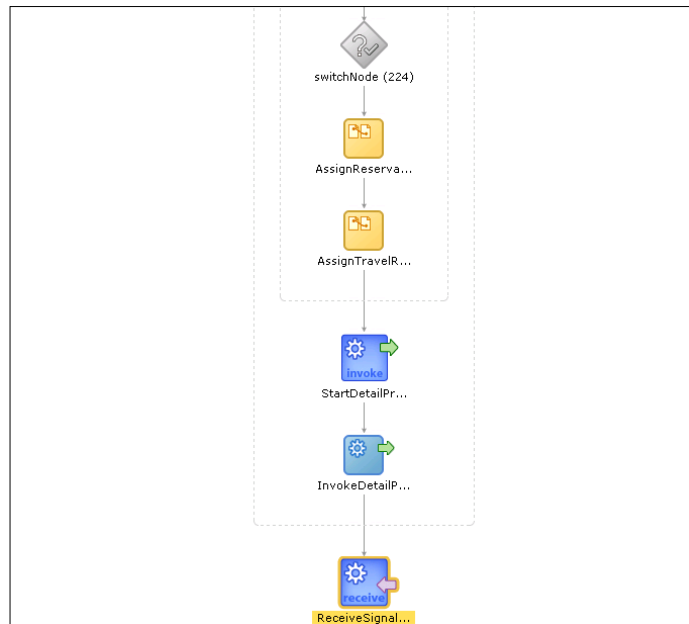 switchNode (224)
AssignReserva...
AssignTravelR...
invoke
StartDetailPr...
InvokeDetailP...
receive
ReceiveSignal...